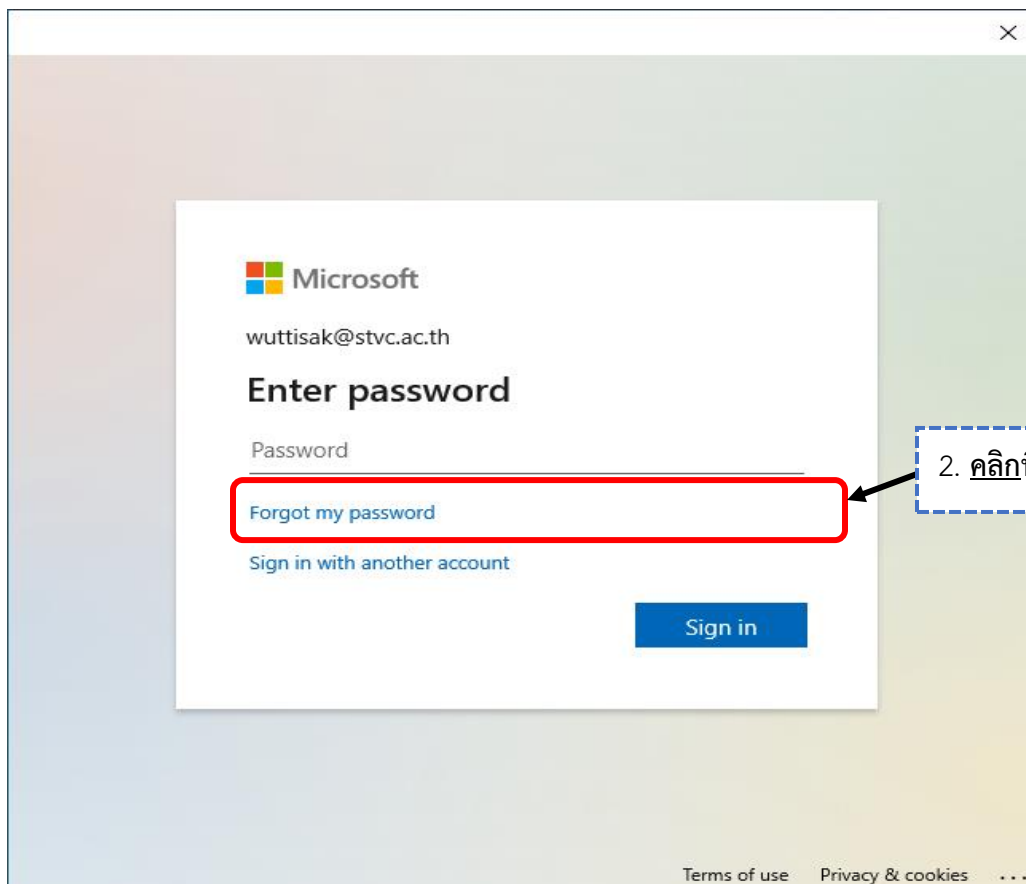 Microsoft
wuttisak@stvc.ac.th
Enter password
Password
2. คลิก
Forgot my password
Sign in with another account
Sign in
Terms of use Privacy & cookies ...